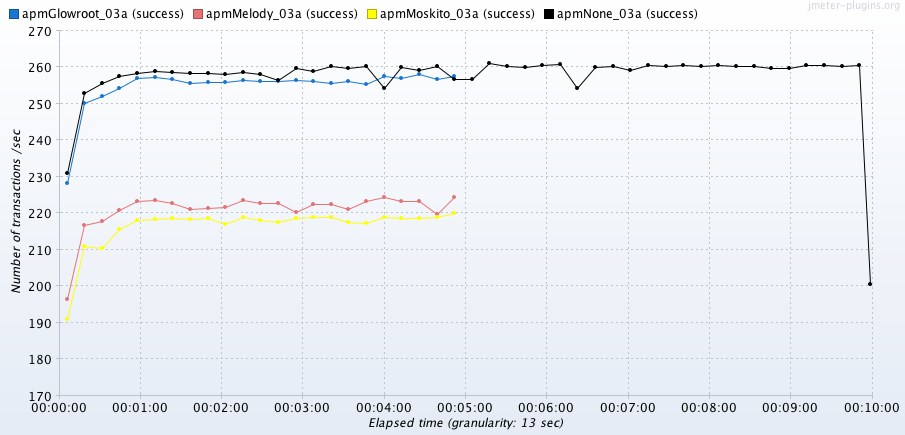 jmeter-plugins.org
apmGlowroot_03a (success) apmMelody_03a (success) apmMoskito_03a (success) apmNone_03a (success)
270
260
250
240
230
220
210
200
190
180
170
Number of transactions /sec
00:00:00 00:01:00 00:02:00 00:03:00 00:04:00 00:05:00 00:06:00 00:07:00 00:08:00 00:09:00 00:10:00
Elapsed time (granularity: 13 sec)